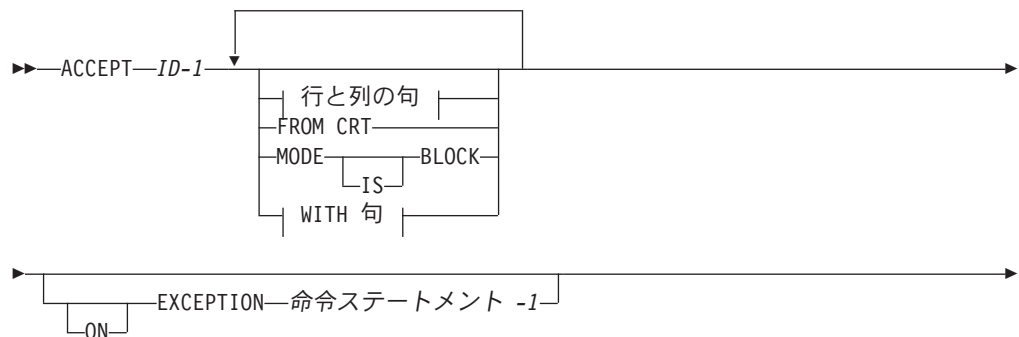 ACCEPT ID-1
行と列の句
FROM CRT
MODE IS BLOCK
WITH 句
ON EXCEPTION 命令ステートメント -1